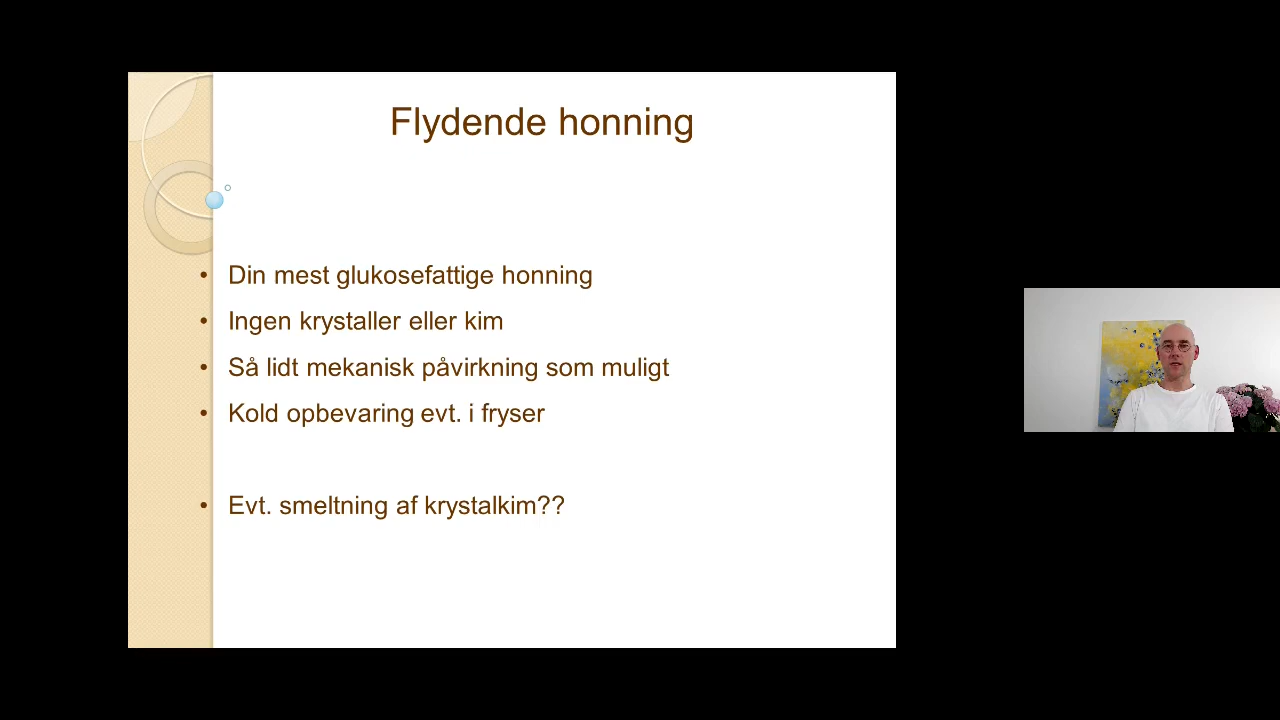 Flydende honning
• Din mest glukosefattige honning
• Ingen krystaller eller kim
• Så lidt mekanisk påvirkning som muligt
• Kold opbevaring evt. i fryser
• Evt. smeltning af krystalkim??